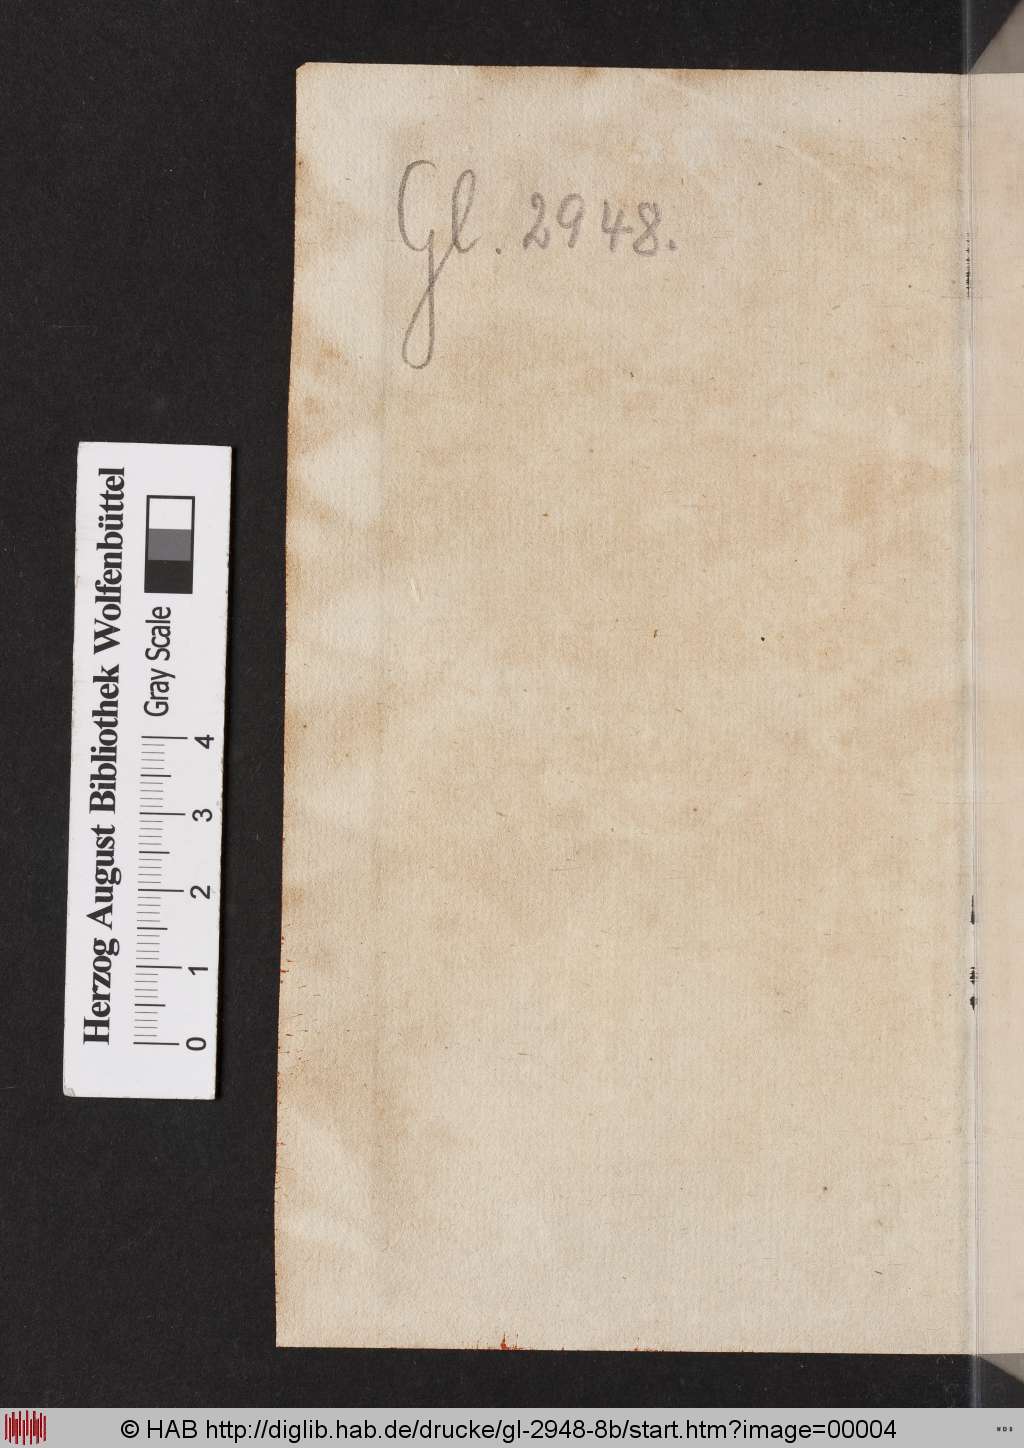 Gl. 2948.
Herzog August Bibliothek Wolfenbüttel
Gray Scale
0 1 2 3 4
© HAB http://diglib.hab.de/drucke/gl-2948-8b/start.htm?image=00004